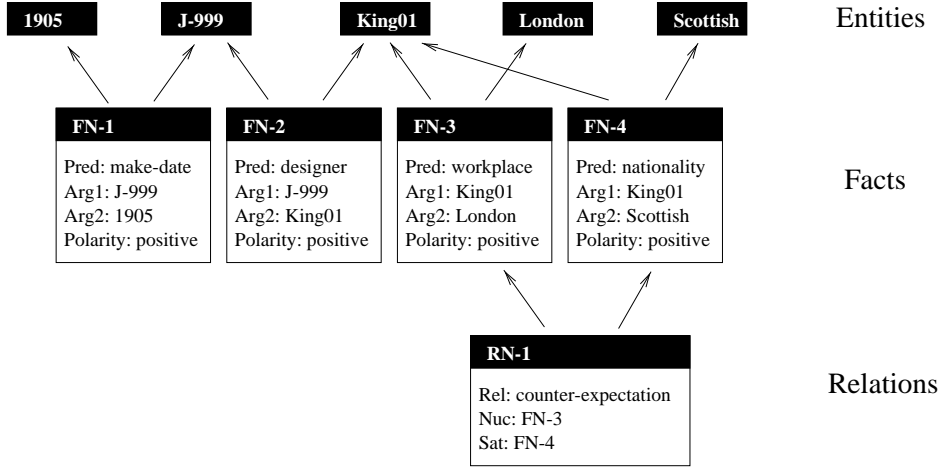 1905 J-999 King01 London Scottish Entities
FN-1 FN-2 FN-3 FN-4
Pred: make-date Pred: designer Pred: workplace Pred: nationality
Arg1: J-999 Arg1: J-999 Arg1: King01 Arg1: King01 Facts
Arg2: 1905 Arg2: King01 Arg2: London Arg2: Scottish
Polarity: positive Polarity: positive Polarity: positive Polarity: positive
RN-1
Rel: counter-expectation Relations
Nuc: FN-3
Sat: FN-4